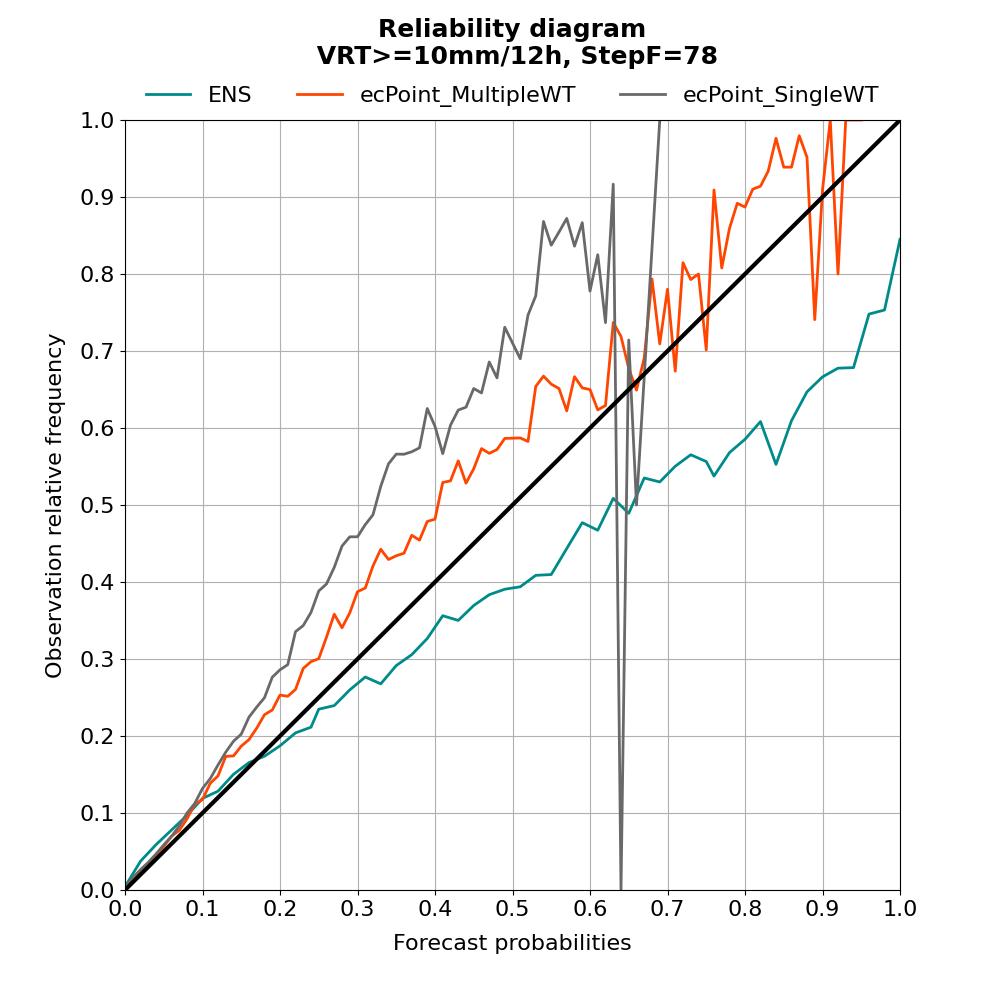 Reliability diagram
VRT>=10mm/12h, StepF=78
ENS ecPoint_MultipleWT ecPoint_SingleWT
1.0
0.9
0.8
0.7
0.6
0.5
0.4
0.3
0.2
0.1
0.0
Observation relative frequency
0.0 0.1 0.2 0.3 0.4 0.5 0.6 0.7 0.8 0.9 1.0
Forecast probabilities